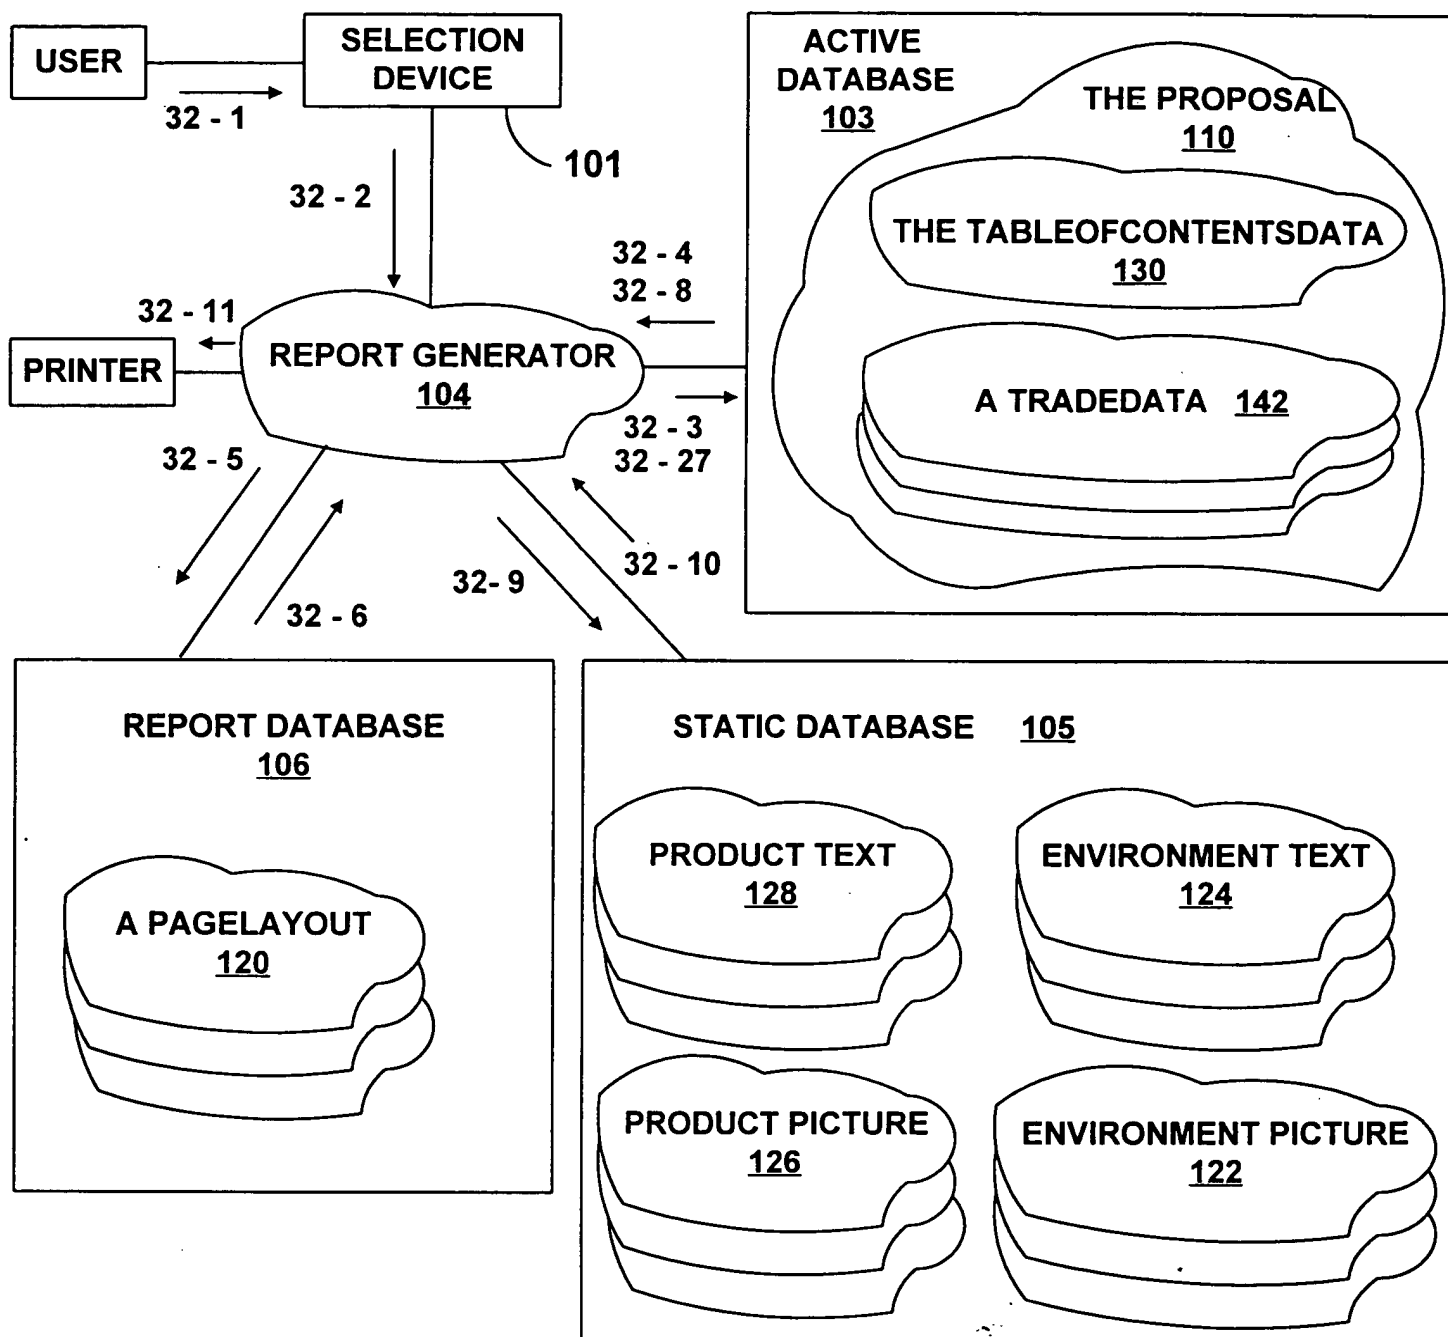 USER
SELECTION
DEVICE
32 - 1
101
32 - 2
ACTIVE
DATABASE
103
THE PROPOSAL
110
THE TABLEOFCONTENTSDATA
130
A TRADEDATA 142
32 - 4
32 - 8
32 - 11
PRINTER
REPORT GENERATOR
104
32 - 3
32 - 27
32 - 5
32 - 6
32- 9
32 - 10
REPORT DATABASE
106
A PAGELAYOUT
120
STATIC DATABASE 105
PRODUCT TEXT
128
ENVIRONMENT TEXT
124
PRODUCT PICTURE
126
ENVIRONMENT PICTURE
122